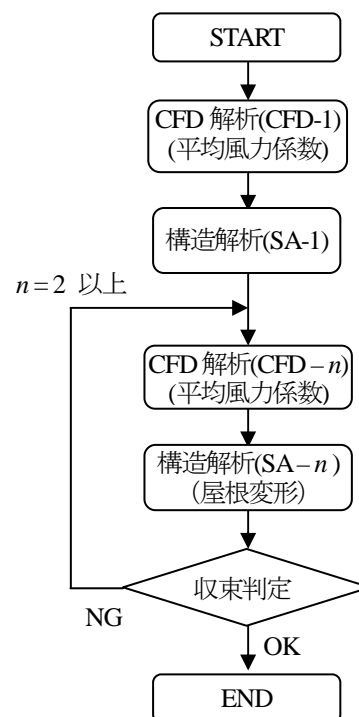 START
CFD 解析(CFD-1)
(平均風力係数)
構造解析(SA-1)
n=2 以上
CFD 解析(CFD−n)
(平均風力係数)
構造解析(SA−n)
（屋根変形）
収束判定
NG
OK
END